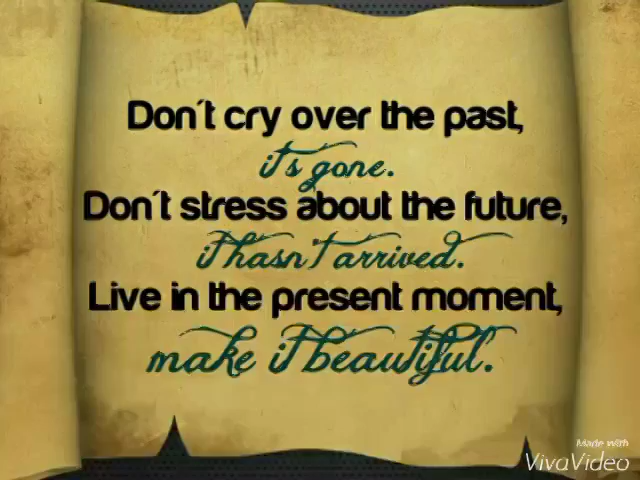 Don't cry over the past,
it's gone.
Don't stress about the future,
it hasn't arrived.
Live in the present moment,
make it beautiful.
Made with
VivaVideo